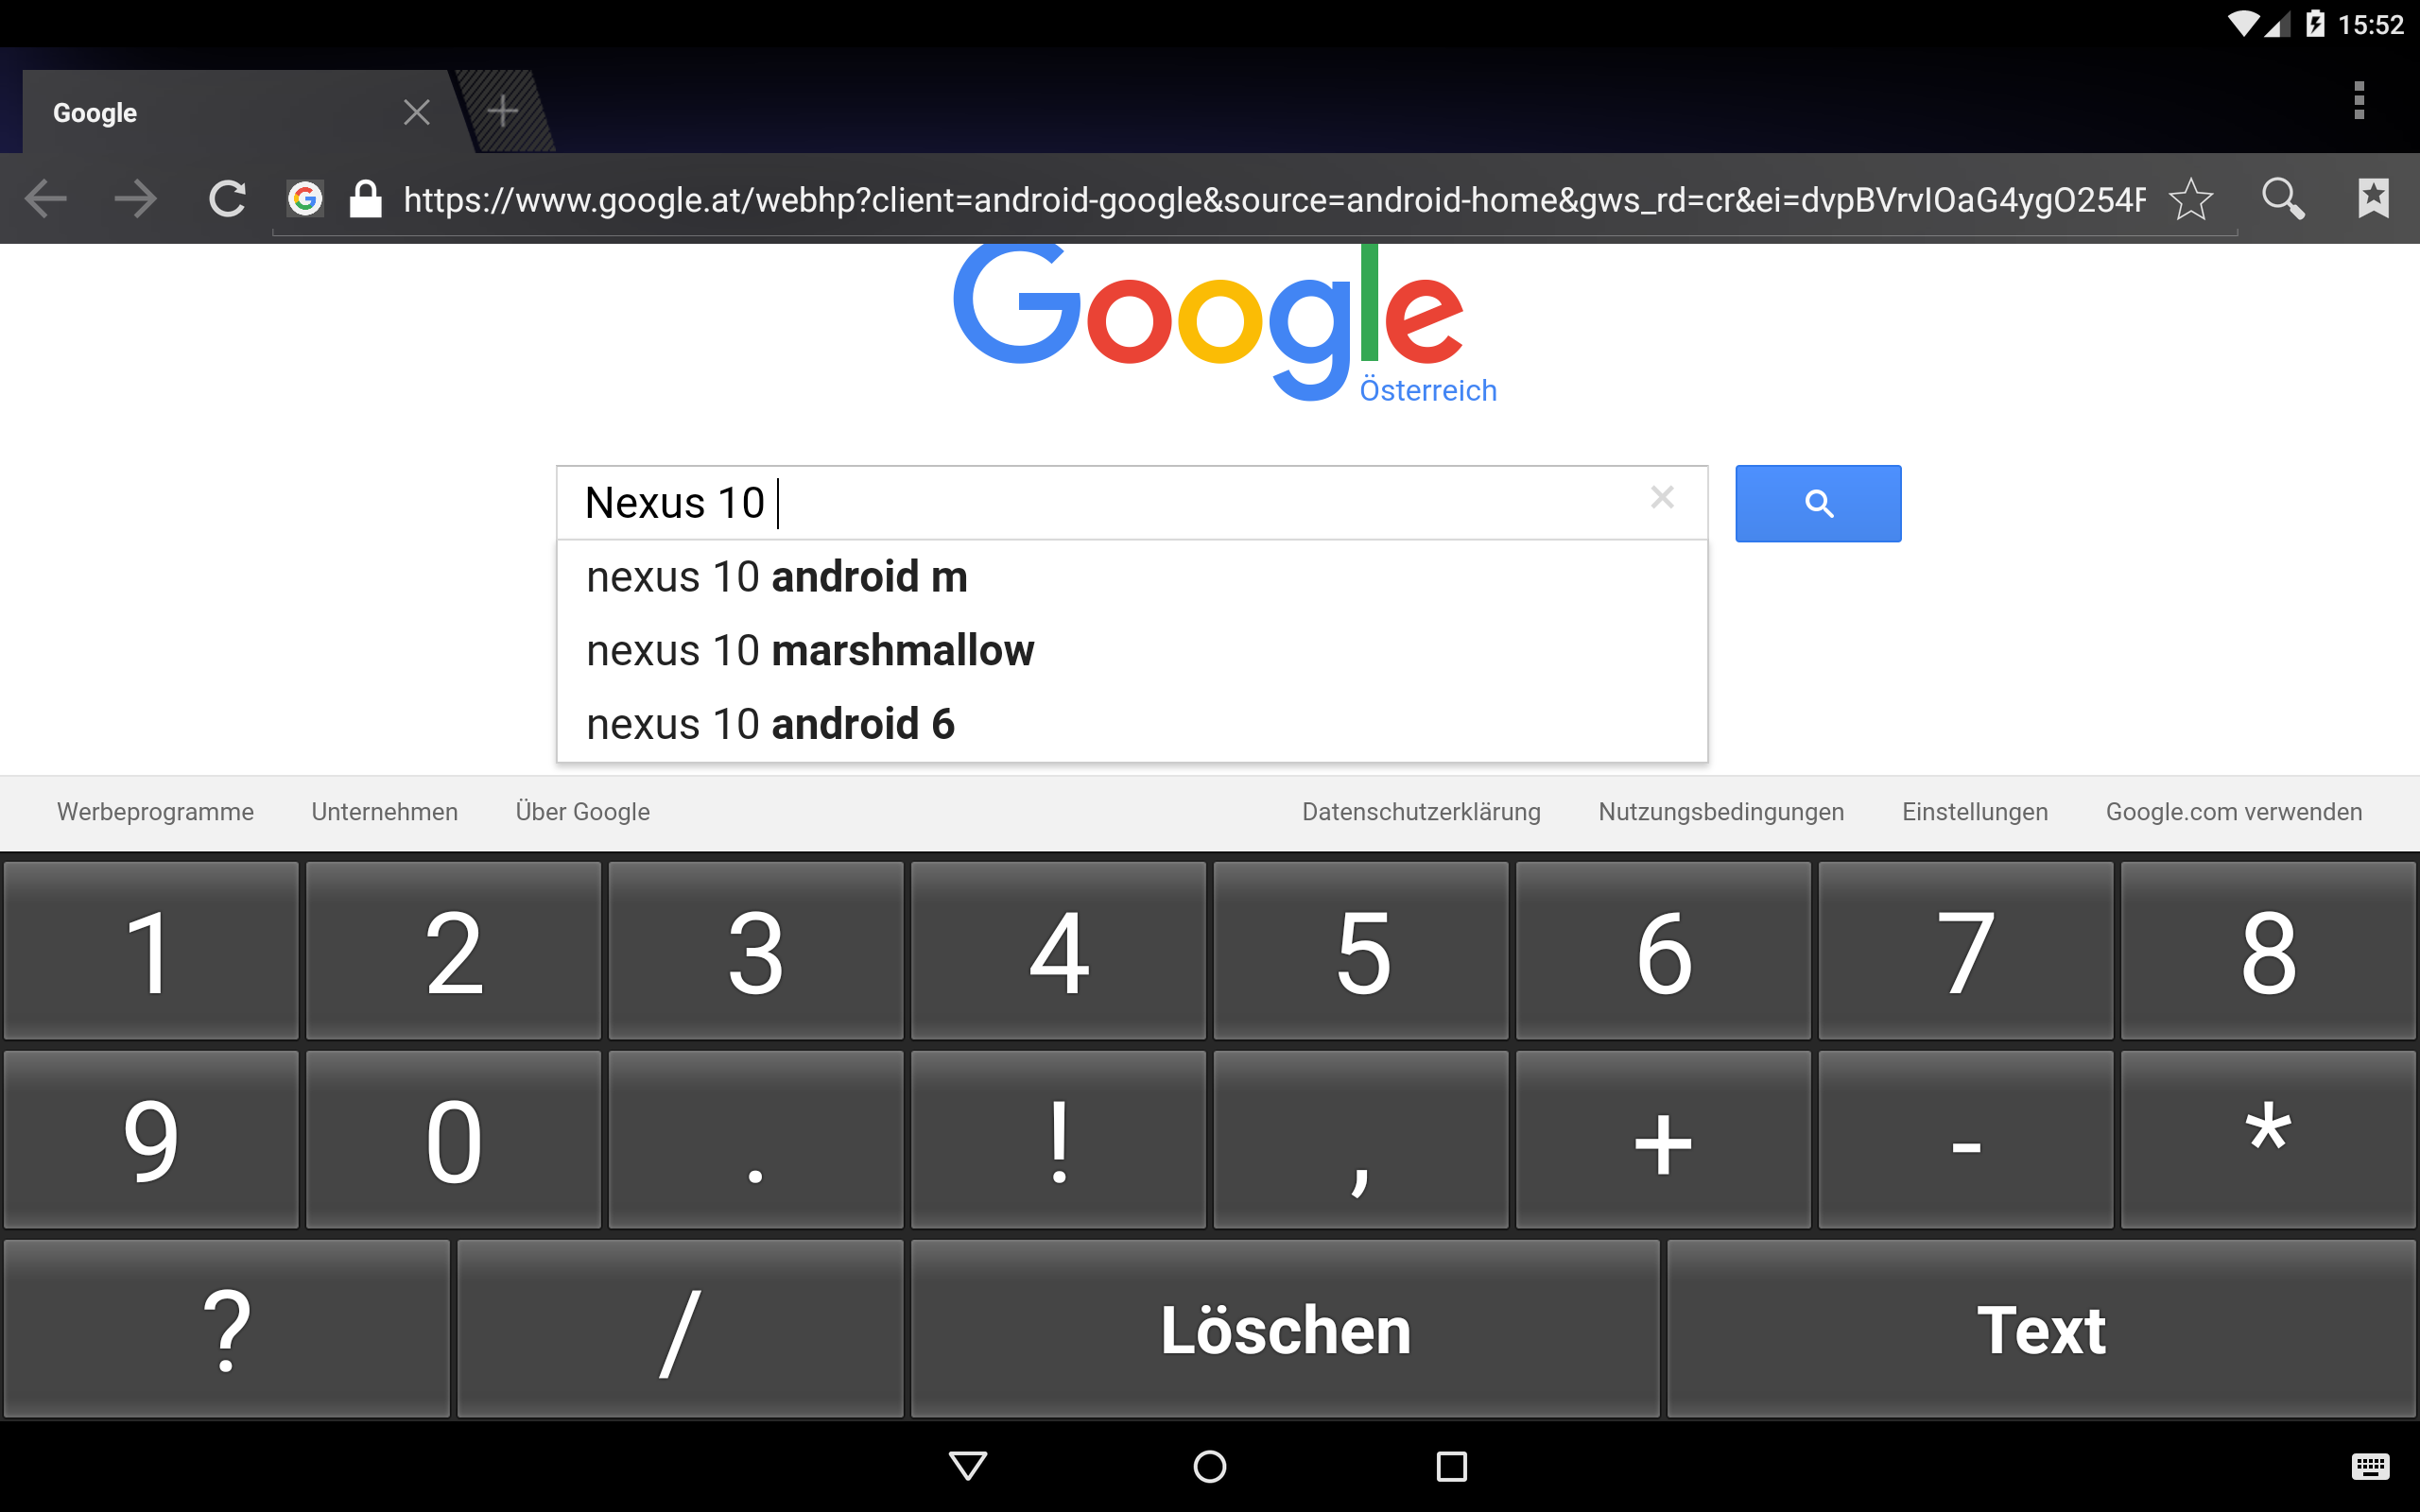 15:52
Google
https://www.google.at/webhp?client=android-google&source=android-home&gws_rd=cr&ei=dvpBVrvIOaG4ygO254F
Google
Österreich
Nexus 10
nexus 10 android m
nexus 10 marshmallow
nexus 10 android 6
Werbeprogramme Unternehmen Über Google Datenschutzerklärung Nutzungsbedingungen Einstellungen Google.com verwenden
1 2 3 4 5 6 7 8
9 0 . ! , + - *
? / Löschen Text